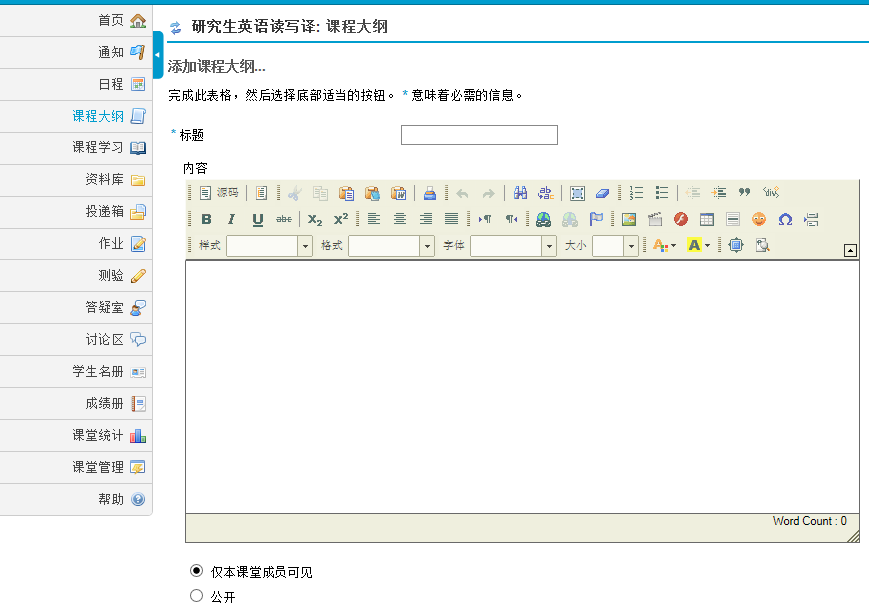 首页
通知
日程
课程大纲
课程学习
资料库
投递箱
作业
测验
答疑室
讨论区
学生名册
成绩册
课堂统计
课堂管理
帮助
研究生英语读写译: 课程大纲
添加课程大纲...
完成此表格，然后选择底部适当的按钮。 * 意味着必需的信息。
* 标题
内容
源码
B I U abc X₂ X²
样式 格式 字体 大小 A A
Word Count : 0
仅本课堂成员可见
公开